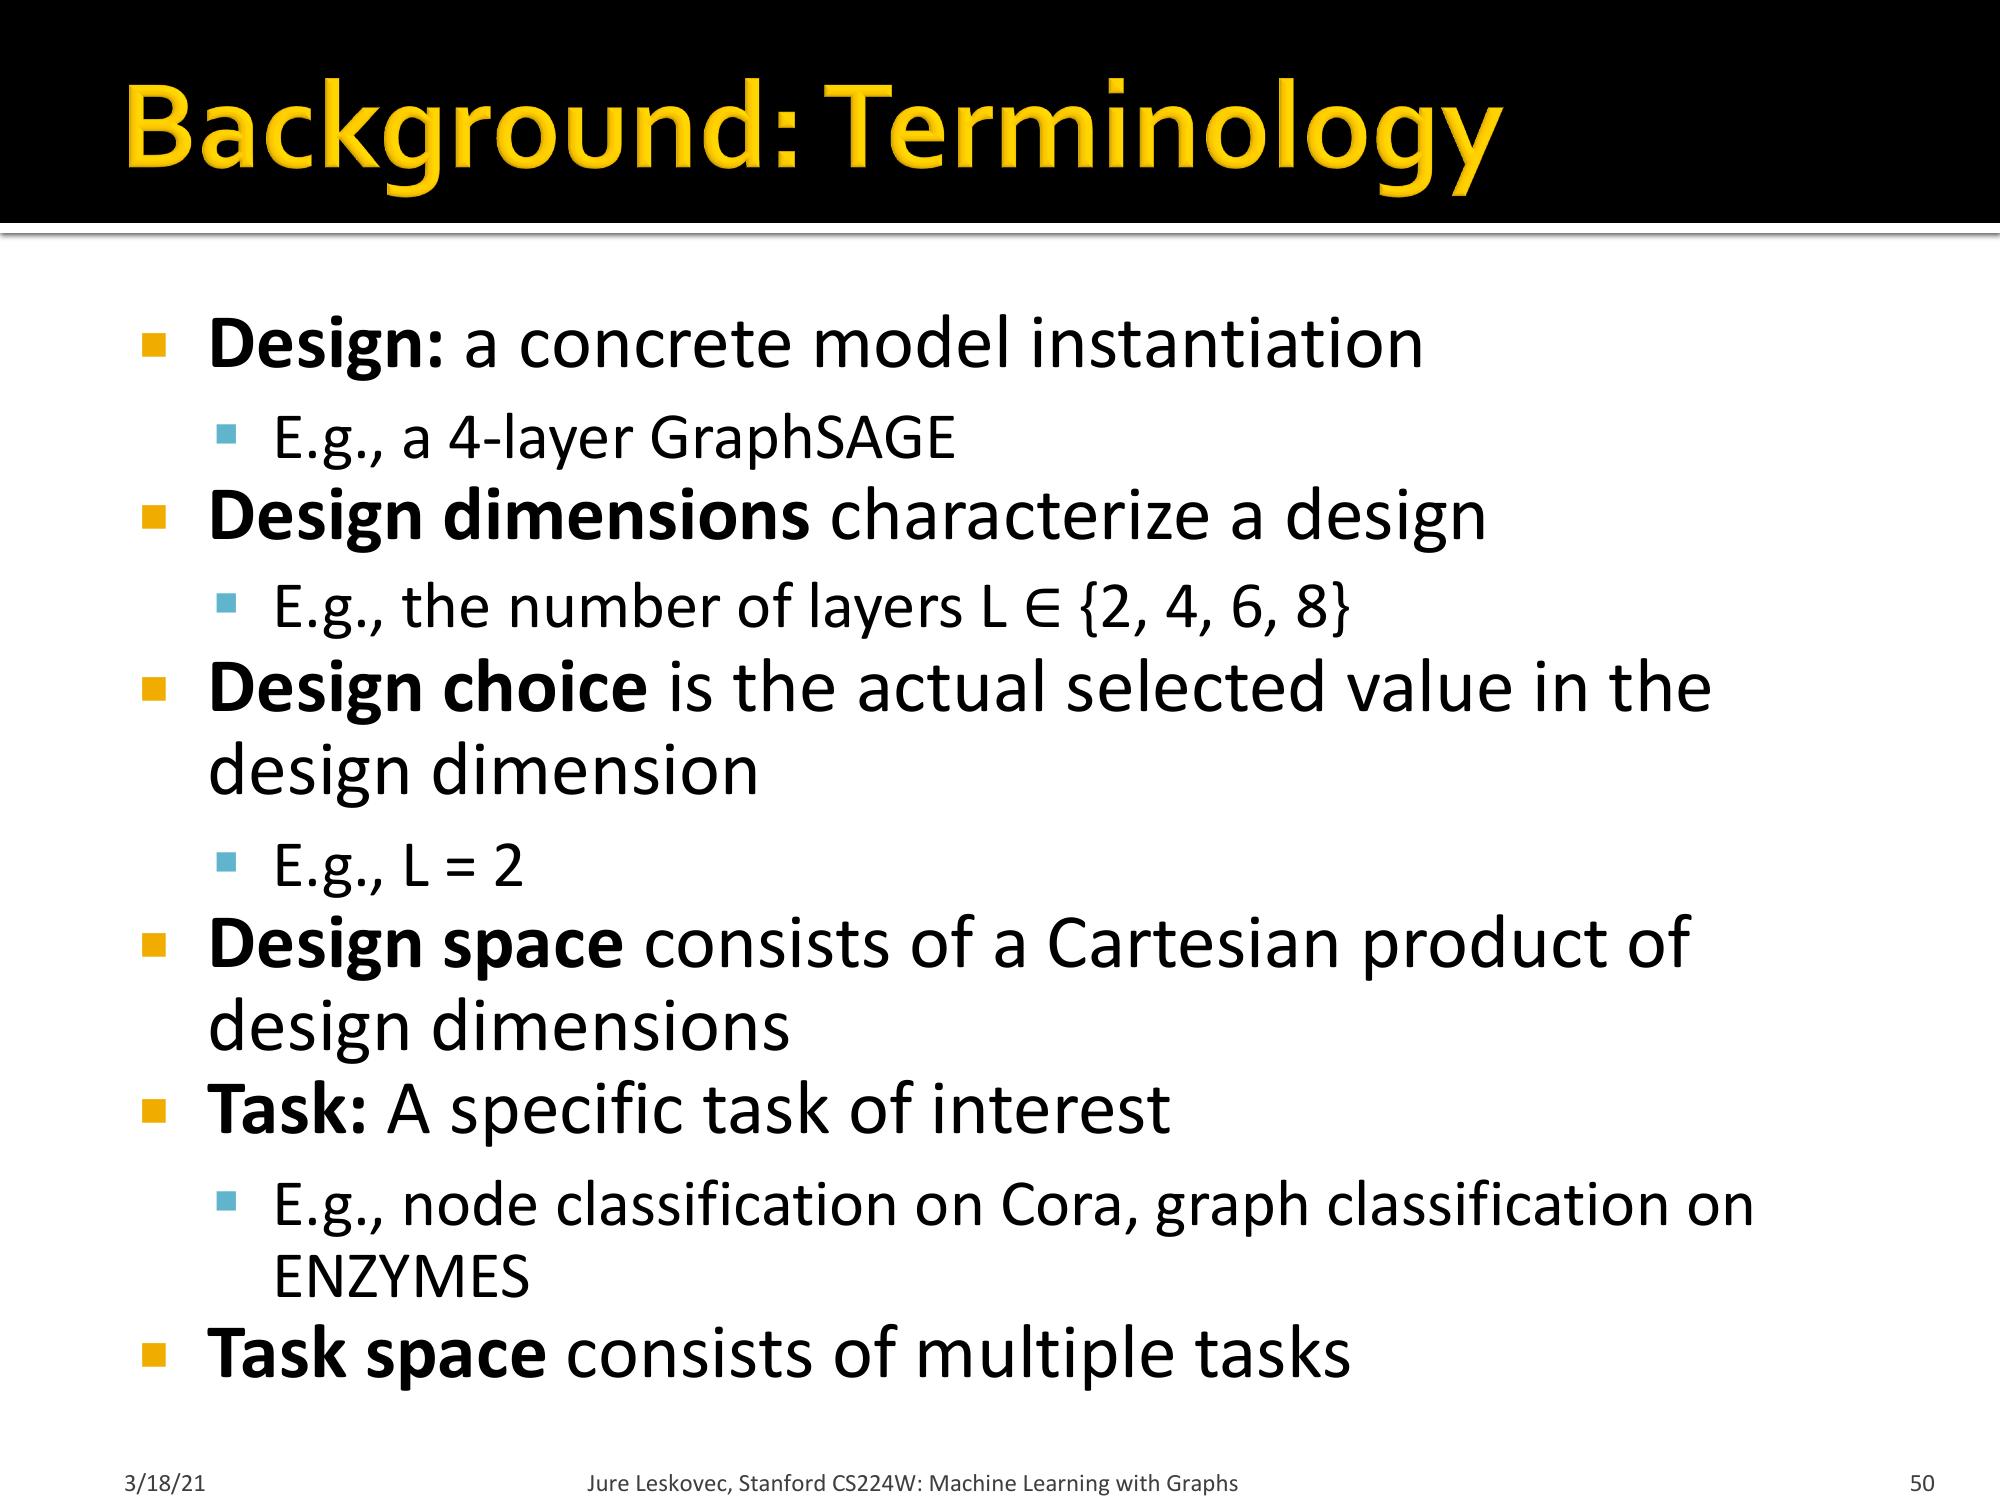 Background: Terminology
Design: a concrete model instantiation
E.g., a 4-layer GraphSAGE
Design dimensions characterize a design
E.g., the number of layers L ∈ {2, 4, 6, 8}
Design choice is the actual selected value in the
design dimension
E.g., L = 2
Design space consists of a Cartesian product of
design dimensions
Task: A specific task of interest
E.g., node classification on Cora, graph classification on
ENZYMES
Task space consists of multiple tasks
3/18/21
Jure Leskovec, Stanford CS224W: Machine Learning with Graphs
50